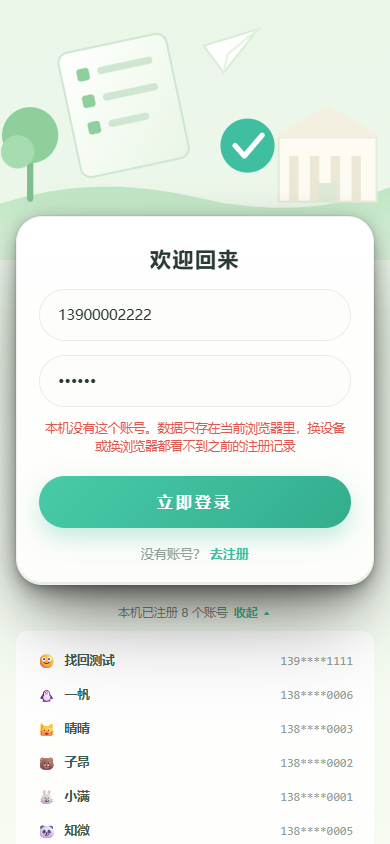 欢迎回来
13900002222
••••••
本机没有这个账号。数据只存在当前浏览器里，换设备
或换浏览器都看不到之前的注册记录
立即登录
没有账号？ 去注册
本机已注册 8 个账号 收起
找回测试 139****1111
一帆 138****0006
晴晴 138****0003
子昂 138****0002
小满 138****0001
知微 138****0005